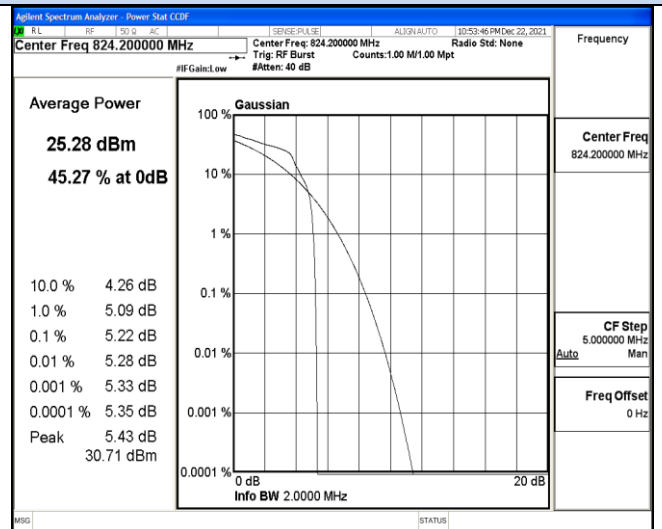 Agilent Spectrum Analyzer - Power Stat CCDF
RL RF 50 Ω AC SENSE:PULSE ALIGN AUTO 10:53:46 PM Dec 22, 2021
Center Freq 824.200000 MHz
Center Freq: 824.200000 MHz Radio Std: None
Trig: RF Burst Counts:1.00 M/1.00 Mpt
#IFGain:Low #Atten: 40 dB
Frequency
Average Power
25.28 dBm
45.27 % at 0dB
10.0 % 4.26 dB
1.0 % 5.09 dB
0.1 % 5.22 dB
0.01 % 5.28 dB
0.001 % 5.33 dB
0.0001 % 5.35 dB
Peak 5.43 dB
30.71 dBm
Gaussian
100 %
10 %
1 %
0.1 %
0.01 %
0.001 %
0.0001 %
0 dB 20 dB
Info BW 2.0000 MHz
Center Freq
824.200000 MHz
CF Step
5.000000 MHz
Auto Man
Freq Offset
0 Hz
MSG STATUS